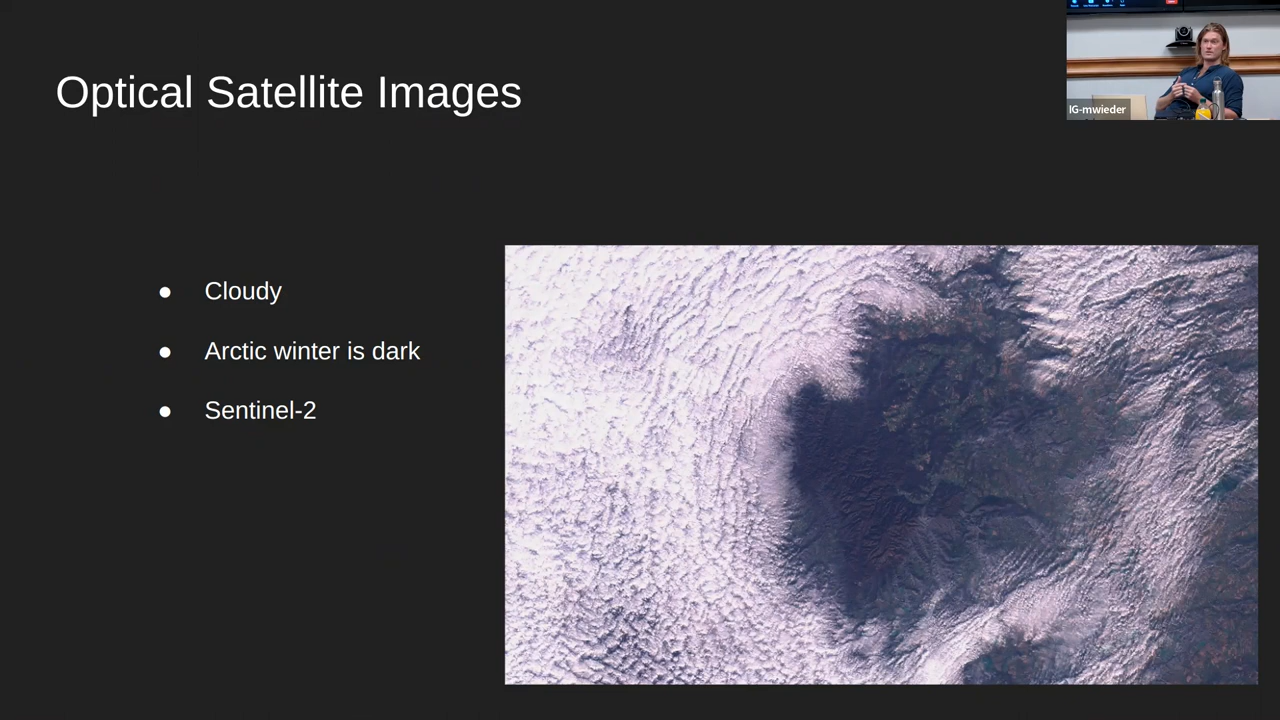 Optical Satellite Images
IG-mwieder
● Cloudy
● Arctic winter is dark
● Sentinel-2